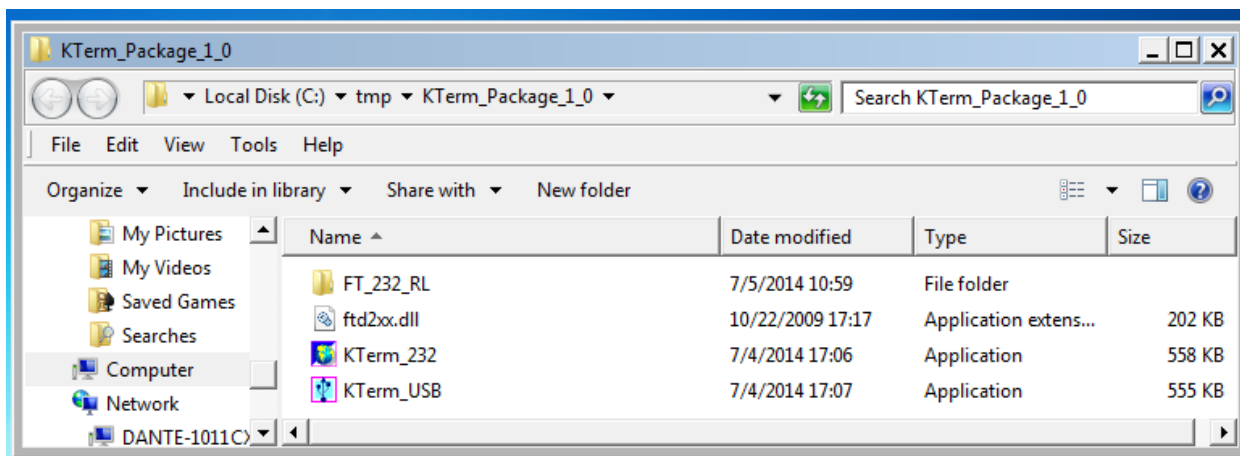 KTerm_Package_1_0
Local Disk (C:) tmp KTerm_Package_1_0 Search KTerm_Package_1_0
File Edit View Tools Help
Organize Include in library Share with New folder
My Pictures
My Videos
Saved Games
Searches
Computer
Network
DANTE-1011C
Name Date modified Type Size
FT_232_RL 7/5/2014 10:59 File folder
ftd2xx.dll 10/22/2009 17:17 Application extens... 202 KB
KTerm_232 7/4/2014 17:06 Application 558 KB
KTerm_USB 7/4/2014 17:07 Application 555 KB